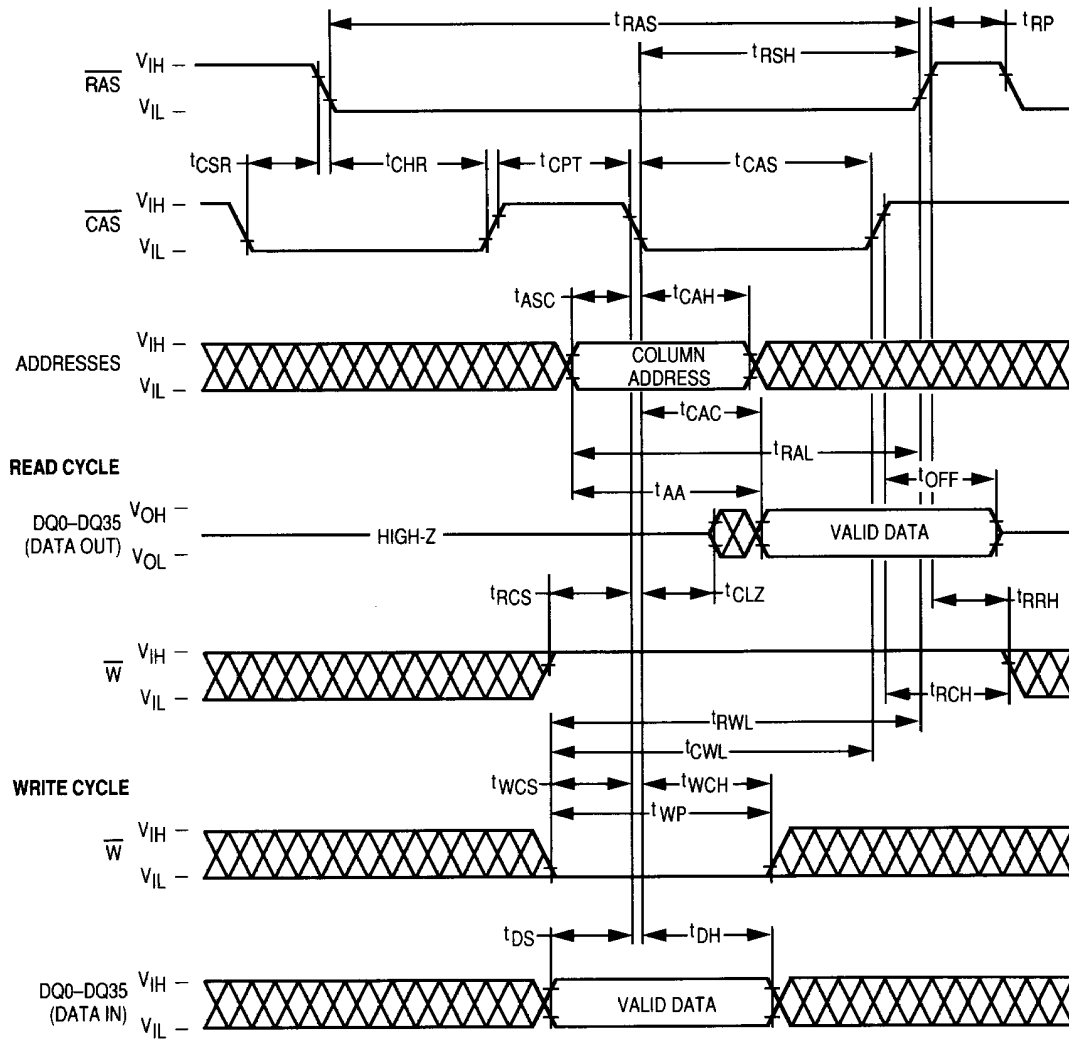 tRAS
tRP
tRSH
VIH
RAS
VIL
tCSR
tCHR
tCPT
tCAS
VIH
CAS
VIL
tASC
tCAH
VIH
ADDRESSES
COLUMN
ADDRESS
VIL
tCAC
tRAL
READ CYCLE
tOFF
tAA
VOH
DQ0–DQ35
(DATA OUT)
HIGH-Z
VALID DATA
VOL
tRCS
tCLZ
tRRH
VIH
W
VIL
tRCH
tRWL
tCWL
WRITE CYCLE
tWCS
tWCH
tWP
VIH
W
VIL
tDS
tDH
VIH
DQ0–DQ35
(DATA IN)
VALID DATA
VIL